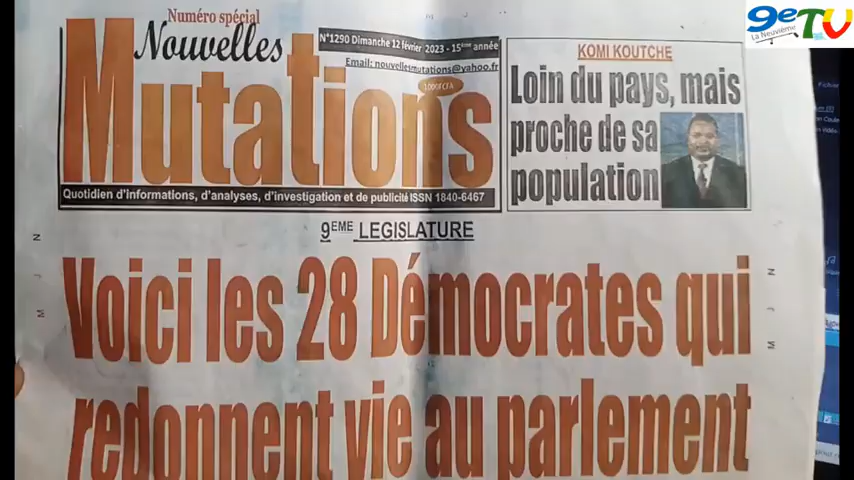 Numéro spécial
Nouvelles
Mutations
N°1290 Dimanche 12 février 2023 - 15ème année
Email: nouvellesmutations@yahoo.fr
1000FCFA
Quotidien d'informations, d'analyses, d'investigation et de publicité ISSN 1840-6467
KOMI KOUTCHE
Loin du pays, mais
proche de sa
population
9EME LEGISLATURE
Voici les 28 Démocrates qui
redonnent vie au parlement
9eTV
La Neuvième
M J N
N J M
Fichier